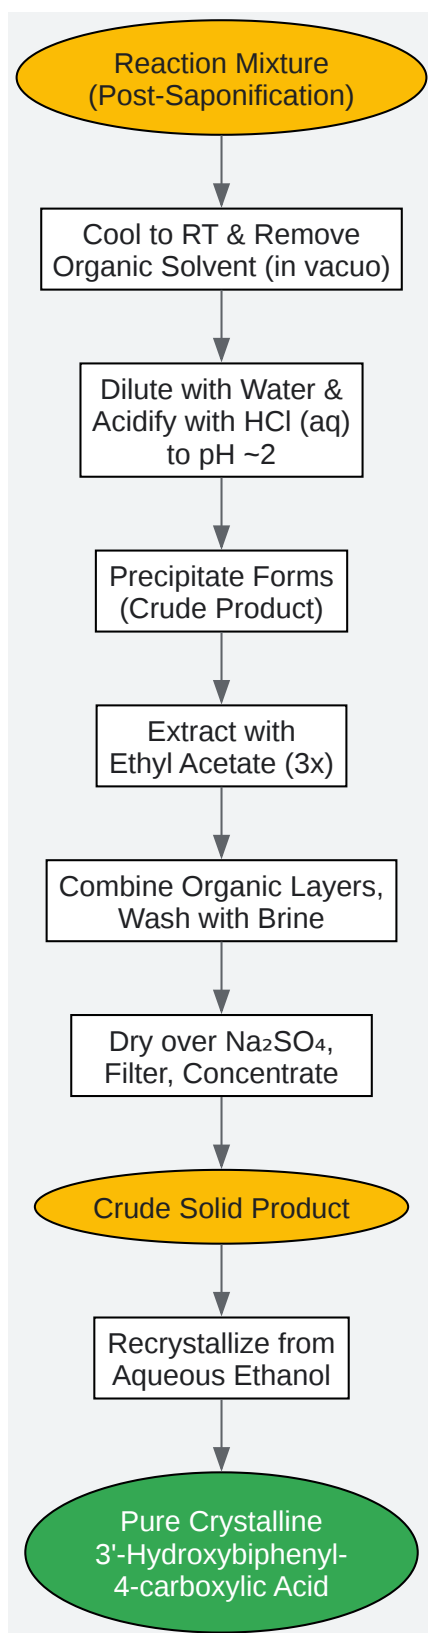 Reaction Mixture
(Post-Saponification)
Cool to RT & Remove
Organic Solvent (in vacuo)
Dilute with Water &
Acidify with HCl (aq)
to pH ~2
Precipitate Forms
(Crude Product)
Extract with
Ethyl Acetate (3x)
Combine Organic Layers,
Wash with Brine
Dry over Na₂SO₄,
Filter, Concentrate
Crude Solid Product
Recrystallize from
Aqueous Ethanol
Pure Crystalline
3'-Hydroxybiphenyl-
4-carboxylic Acid